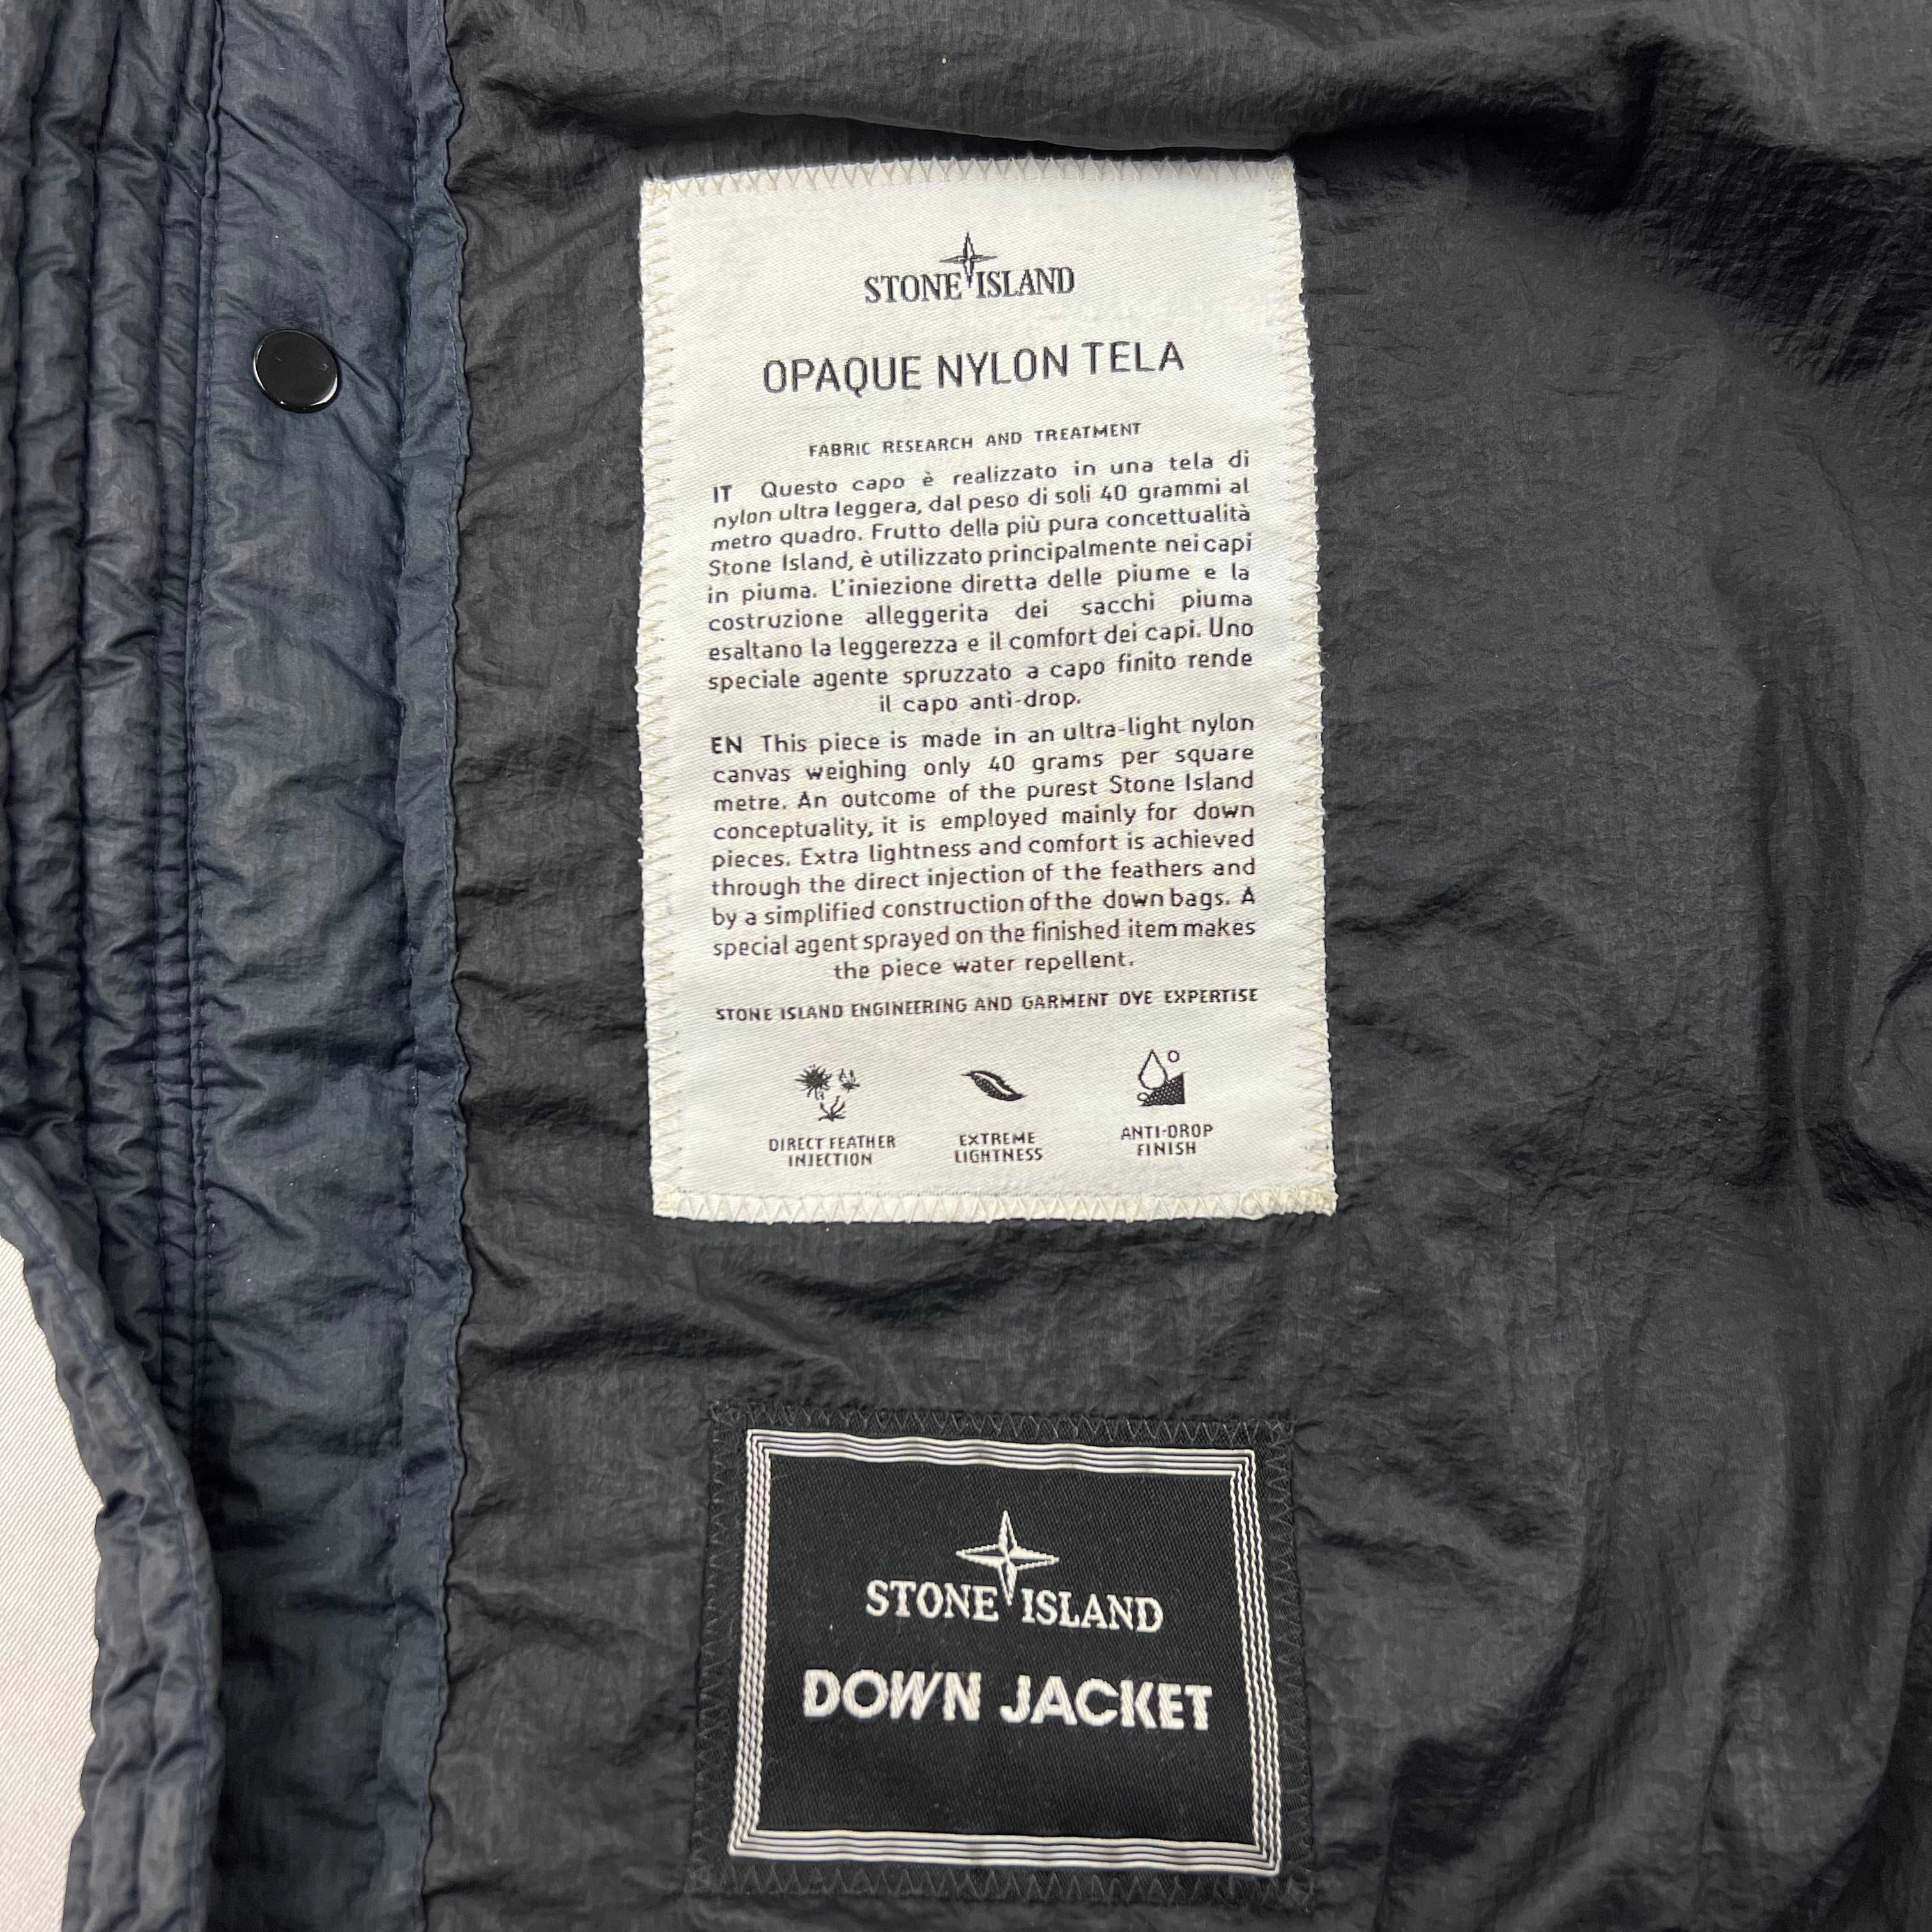 STONE ISLAND
OPAQUE NYLON TELA
FABRIC RESEARCH AND TREATMENT
IT Questo capo è realizzato in una tela di
nylon ultra leggera, dal peso di soli 40 grammi al
metro quadro. Frutto della più pura concettualità
Stone Island, è utilizzato principalmente nei capi
in piuma. L'iniezione diretta delle piume e la
costruzione alleggerita dei sacchi piuma
esaltano la leggerezza e il comfort dei capi. Uno
speciale agente spruzzato a capo finito rende
il capo anti-drop.
EN This piece is made in an ultra-light nylon
canvas weighing only 40 grams per square
metre. An outcome of the purest Stone Island
conceptuality, it is employed mainly for down
pieces. Extra lightness and comfort is achieved
through the direct injection of the feathers and
by a simplified construction of the down bags. A
special agent sprayed on the finished item makes
the piece water repellent.
STONE ISLAND ENGINEERING AND GARMENT DYE EXPERTISE
DIRECT FEATHER
INJECTION
EXTREME
LIGHTNESS
ANTI-DROP
FINISH
STONE ISLAND
DOWN JACKET